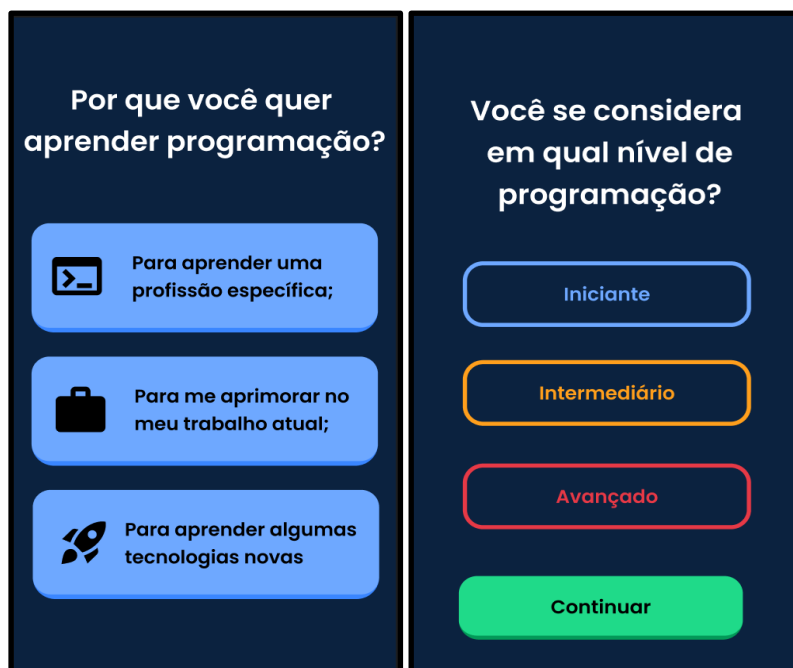 Por que você quer
aprender programação?
Para aprender uma
profissão específica;
Para me aprimorar no
meu trabalho atual;
Para aprender algumas
tecnologias novas
Você se considera
em qual nível de
programação?
Iniciante
Intermediário
Avançado
Continuar